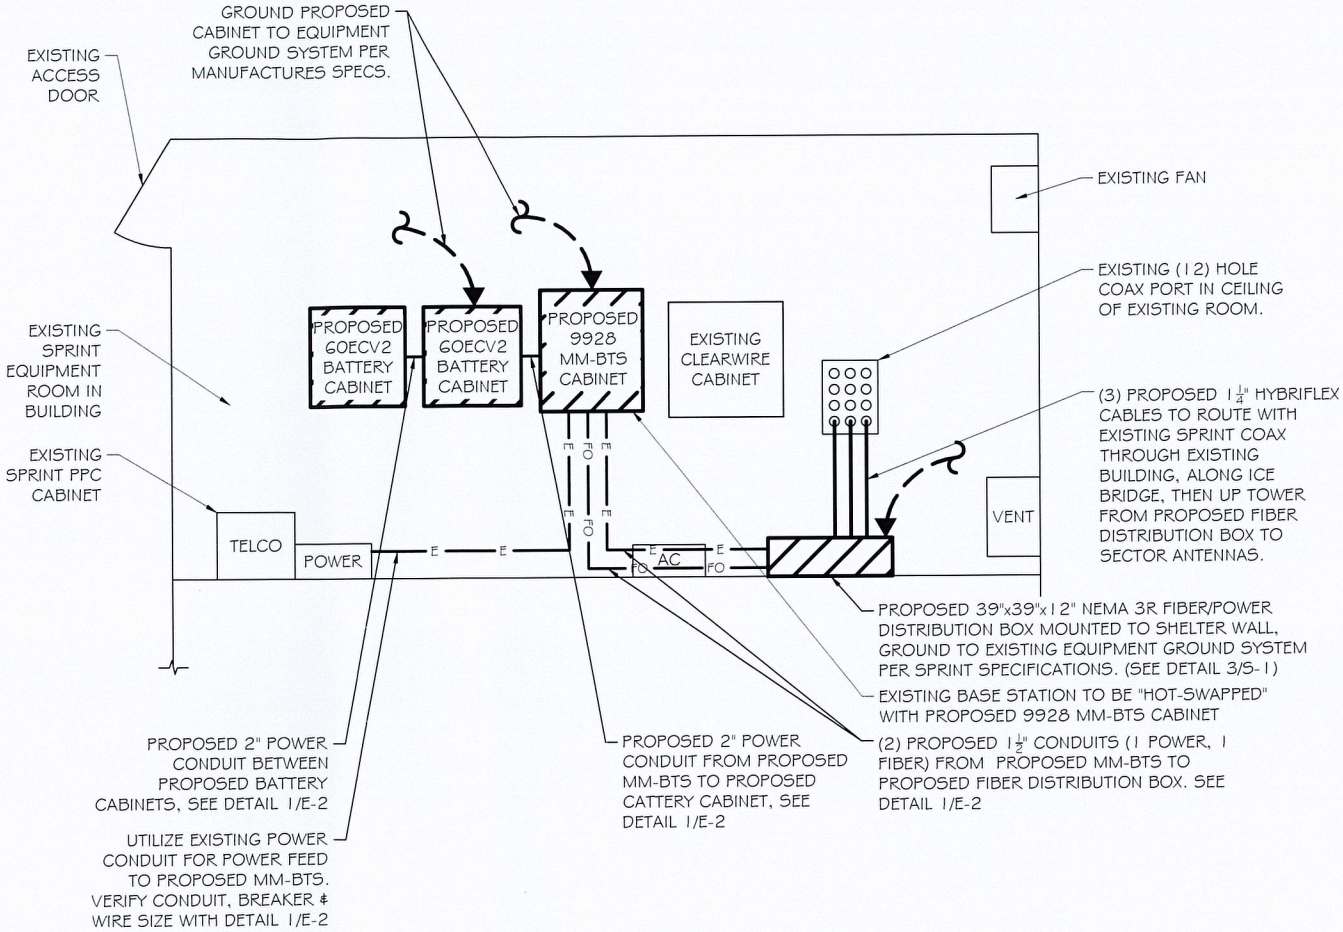 GROUND PROPOSED
CABINET TO EQUIPMENT
GROUND SYSTEM PER
MANUFACTURES SPECS.
EXISTING
ACCESS
DOOR
EXISTING FAN
EXISTING (12) HOLE
COAX PORT IN CEILING
OF EXISTING ROOM.
EXISTING
SPRINT
EQUIPMENT
ROOM IN
BUILDING
PROPOSED
60ECV2
BATTERY
CABINET
PROPOSED
60ECV2
BATTERY
CABINET
PROPOSED
9928
MM-BTS
CABINET
EXISTING
CLEARWIRE
CABINET
(3) PROPOSED 1 1/4" HYBRIFLEX
CABLES TO ROUTE WITH
EXISTING SPRINT COAX
THROUGH EXISTING
BUILDING, ALONG ICE
BRIDGE, THEN UP TOWER
FROM PROPOSED FIBER
DISTRIBUTION BOX TO
SECTOR ANTENNAS.
EXISTING
SPRINT PPC
CABINET
E
FO
E
E
FO
E
VENT
TELCO
POWER
E
E
E
E
FO
AC
FO
PROPOSED 39"x39"x12" NEMA 3R FIBER/POWER
DISTRIBUTION BOX MOUNTED TO SHELTER WALL,
GROUND TO EXISTING EQUIPMENT GROUND SYSTEM
PER SPRINT SPECIFICATIONS. (SEE DETAIL 3/S-1)
EXISTING BASE STATION TO BE "HOT-SWAPPED"
WITH PROPOSED 9928 MM-BTS CABINET
(2) PROPOSED 1 1/2" CONDUITS (1 POWER, 1
FIBER) FROM PROPOSED MM-BTS TO
PROPOSED FIBER DISTRIBUTION BOX. SEE
DETAIL 1/E-2
PROPOSED 2" POWER
CONDUIT BETWEEN
PROPOSED BATTERY
CABINETS, SEE DETAIL 1/E-2
PROPOSED 2" POWER
CONDUIT FROM PROPOSED
MM-BTS TO PROPOSED
CATTERY CABINET, SEE
DETAIL 1/E-2
UTILIZE EXISTING POWER
CONDUIT FOR POWER FEED
TO PROPOSED MM-BTS.
VERIFY CONDUIT, BREAKER &
WIRE SIZE WITH DETAIL 1/E-2